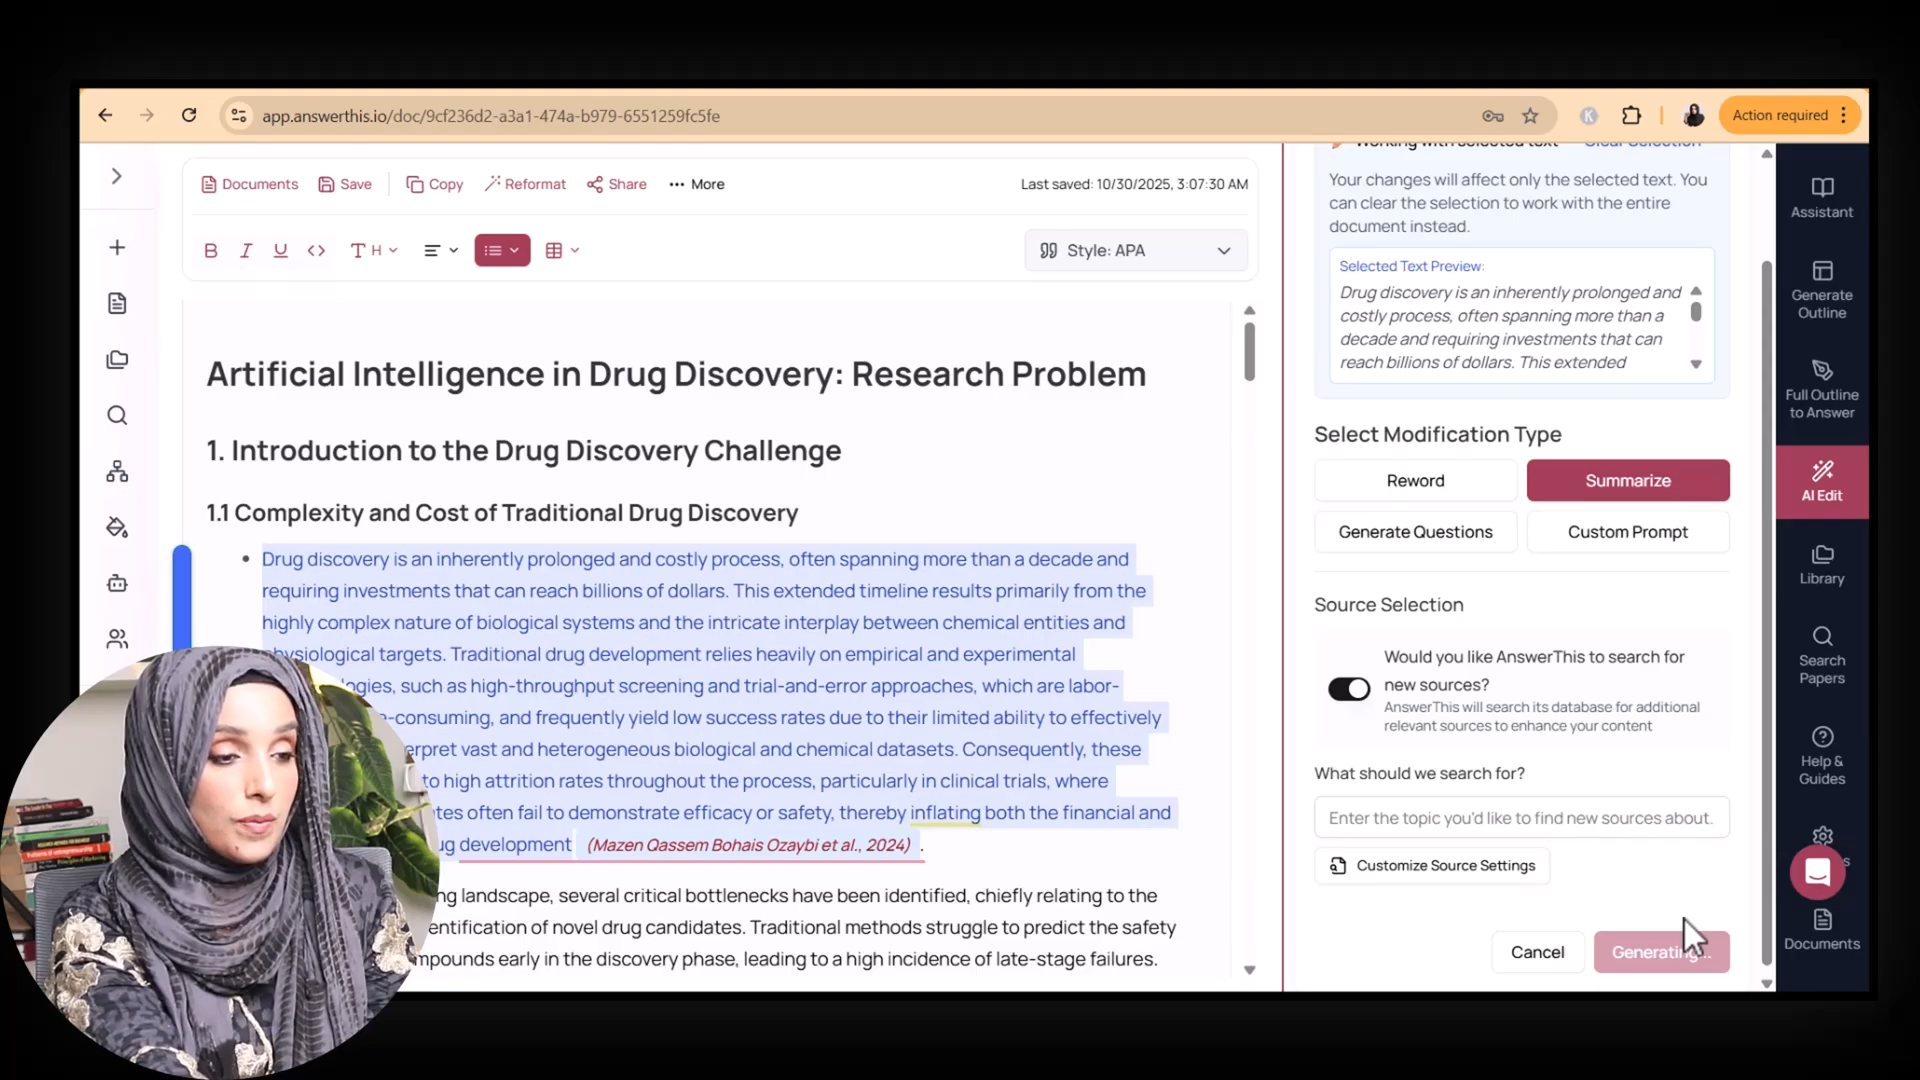 app.answerthis.io/doc/9cf236d2-a3a1-474a-b979-6551259fc5fe
K
Action required
Documents
Save
Copy
Reformat
Share
More
Last saved: 10/30/2025, 3:07:30 AM
B I U <> T H
Style: APA
Artificial Intelligence in Drug Discovery: Research Problem
1. Introduction to the Drug Discovery Challenge
1.1 Complexity and Cost of Traditional Drug Discovery
• Drug discovery is an inherently prolonged and costly process, often spanning more than a decade and
requiring investments that can reach billions of dollars. This extended timeline results primarily from the
highly complex nature of biological systems and the intricate interplay between chemical entities and
physiological targets. Traditional drug development relies heavily on empirical and experimental
ogies, such as high-throughput screening and trial-and-error approaches, which are labor-
e-consuming, and frequently yield low success rates due to their limited ability to effectively
erpret vast and heterogeneous biological and chemical datasets. Consequently, these
to high attrition rates throughout the process, particularly in clinical trials, where
tes often fail to demonstrate efficacy or safety, thereby inflating both the financial and
ug development (Mazen Qassem Bohais Ozaybi et al., 2024) .
ng landscape, several critical bottlenecks have been identified, chiefly relating to the
entification of novel drug candidates. Traditional methods struggle to predict the safety
mpounds early in the discovery phase, leading to a high incidence of late-stage failures.
Working with selected text
Clear Selection
Your changes will affect only the selected text. You
can clear the selection to work with the entire
document instead.
Selected Text Preview:
Drug discovery is an inherently prolonged and
costly process, often spanning more than a
decade and requiring investments that can
reach billions of dollars. This extended
Select Modification Type
Reword
Summarize
Generate Questions
Custom Prompt
Source Selection
Would you like AnswerThis to search for
new sources?
AnswerThis will search its database for additional
relevant sources to enhance your content
What should we search for?
Enter the topic you'd like to find new sources about.
Customize Source Settings
Cancel
Generating...
Assistant
Generate
Outline
Full Outline
to Answer
AI Edit
Library
Search
Papers
Help &
Guides
Documents